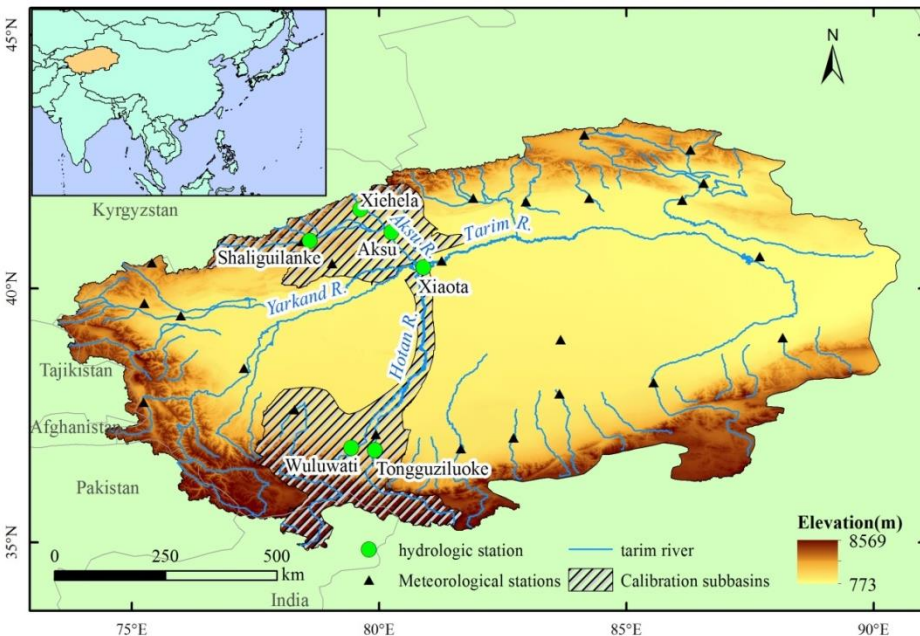 45°N
N
Kyrgyzstan
Xiehela
Aksu R.
Tarim R.
Shaliguilanke
Aksu
Xiaota
40°N
Yarkand R.
Hotan R.
Tajikistan
Afghanistan
Wuluwati
Tongguziluoke
Pakistan
Elevation(m)
35°N
0 250 500
km
hydrologic station
tarim river
8569
Meteorological stations
Calibration subbasins
773
India
75°E
80°E
85°E
90°E